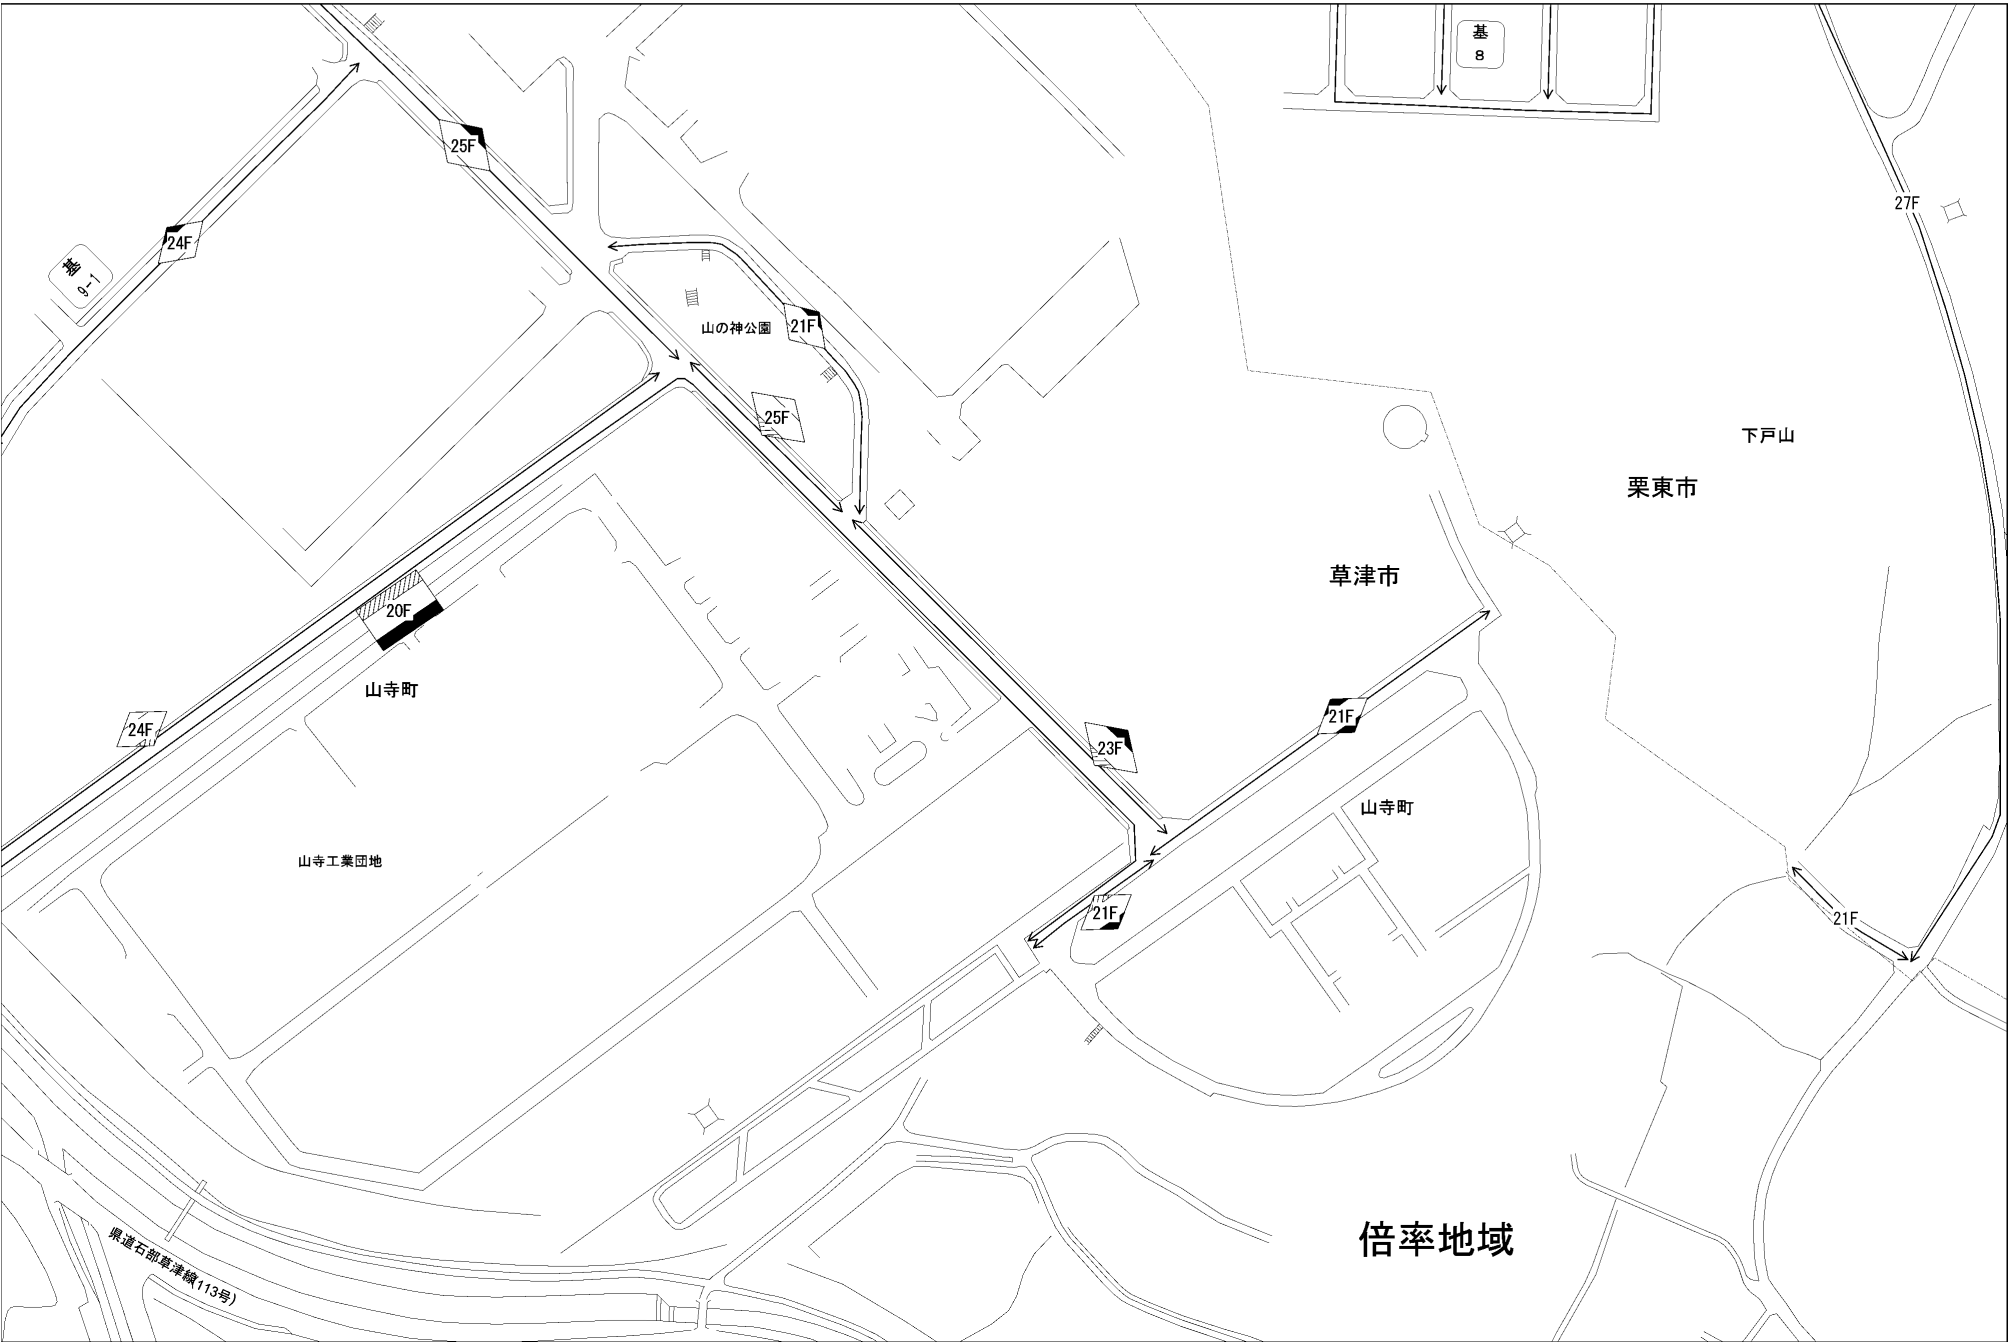 基
8
25F
27F
24F
基
9-1
山の神公園
21F
25F
下戸山
栗東市
草津市
20F
山寺町
21F
24F
23F
山寺町
山寺工業団地
21F
21F
倍率地域
県道石部草津線(113号)